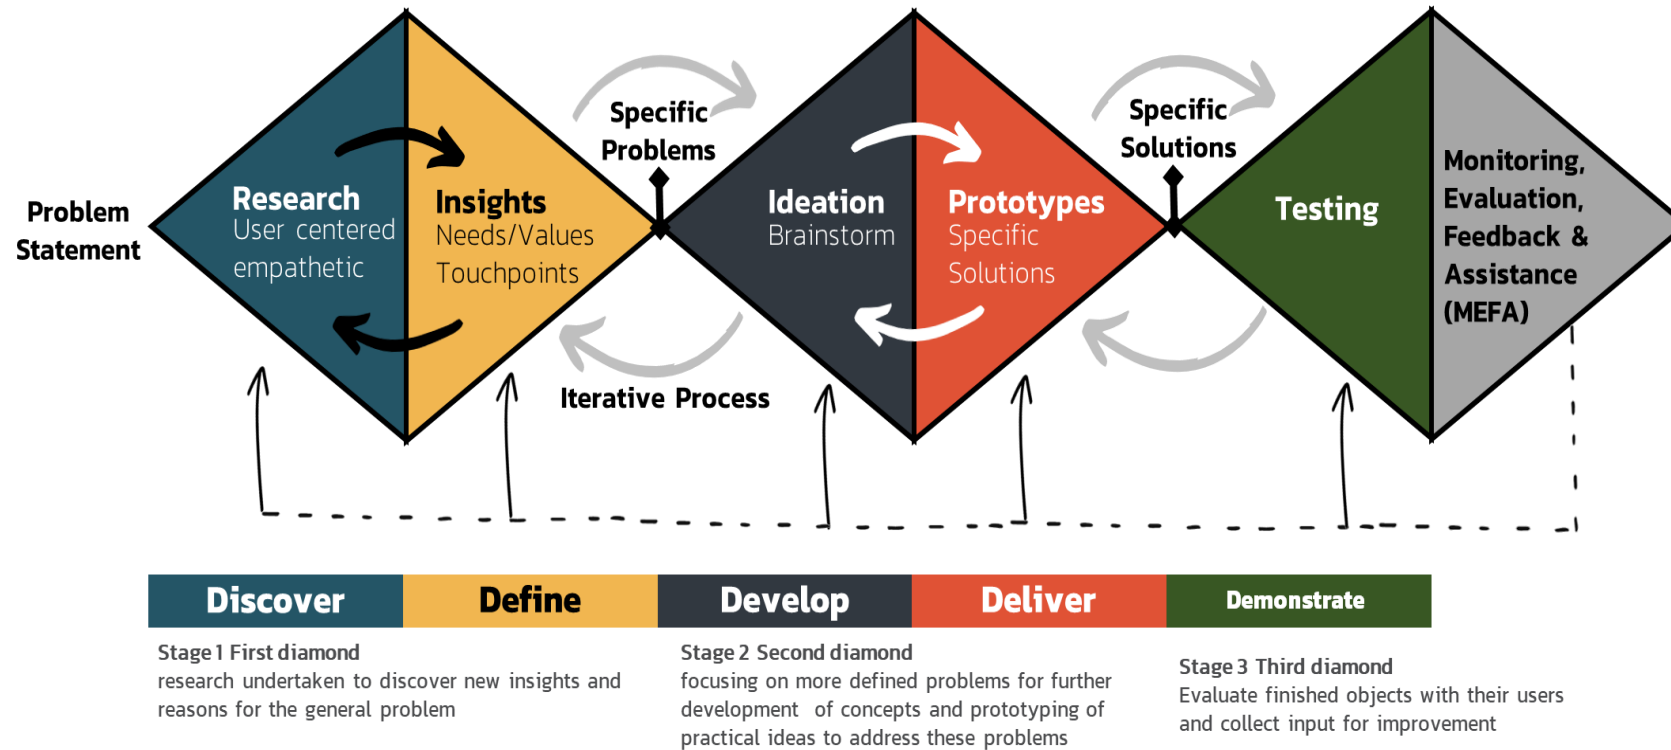 Problem
Statement
Research
User centered
empathetic
Insights
Needs/Values
Touchpoints
Specific
Problems
Iterative Process
Ideation
Brainstorm
Prototypes
Specific
Solutions
Specific
Solutions
Testing
Monitoring,
Evaluation,
Feedback &
Assistance
(MEFA)
Discover
Define
Develop
Deliver
Demonstrate
Stage 1 First diamond
research undertaken to discover new insights and
reasons for the general problem
Stage 2 Second diamond
focusing on more defined problems for further
development of concepts and prototyping of
practical ideas to address these problems
Stage 3 Third diamond
Evaluate finished objects with their users
and collect input for improvement